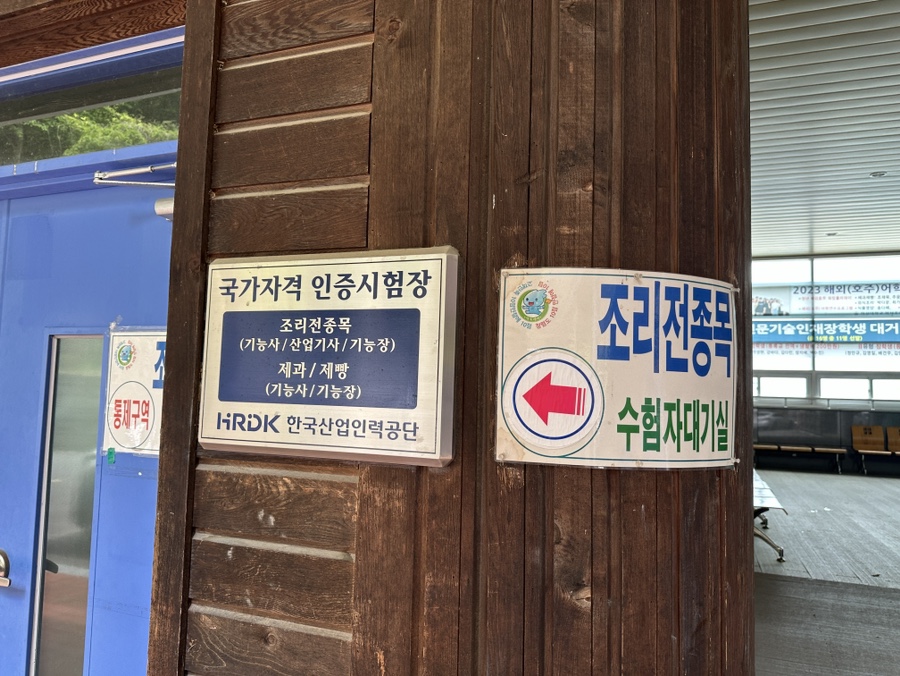 국가자격 인증시험장
조리전종목
(기능사/산업기사/기능장)
제과/제빵
(기능사/기능장)
HRDK 한국산업인력공단
조리전종목
수험자대기실
통제구역
2023 해외(호주)어학
문기술인재장학생 대거